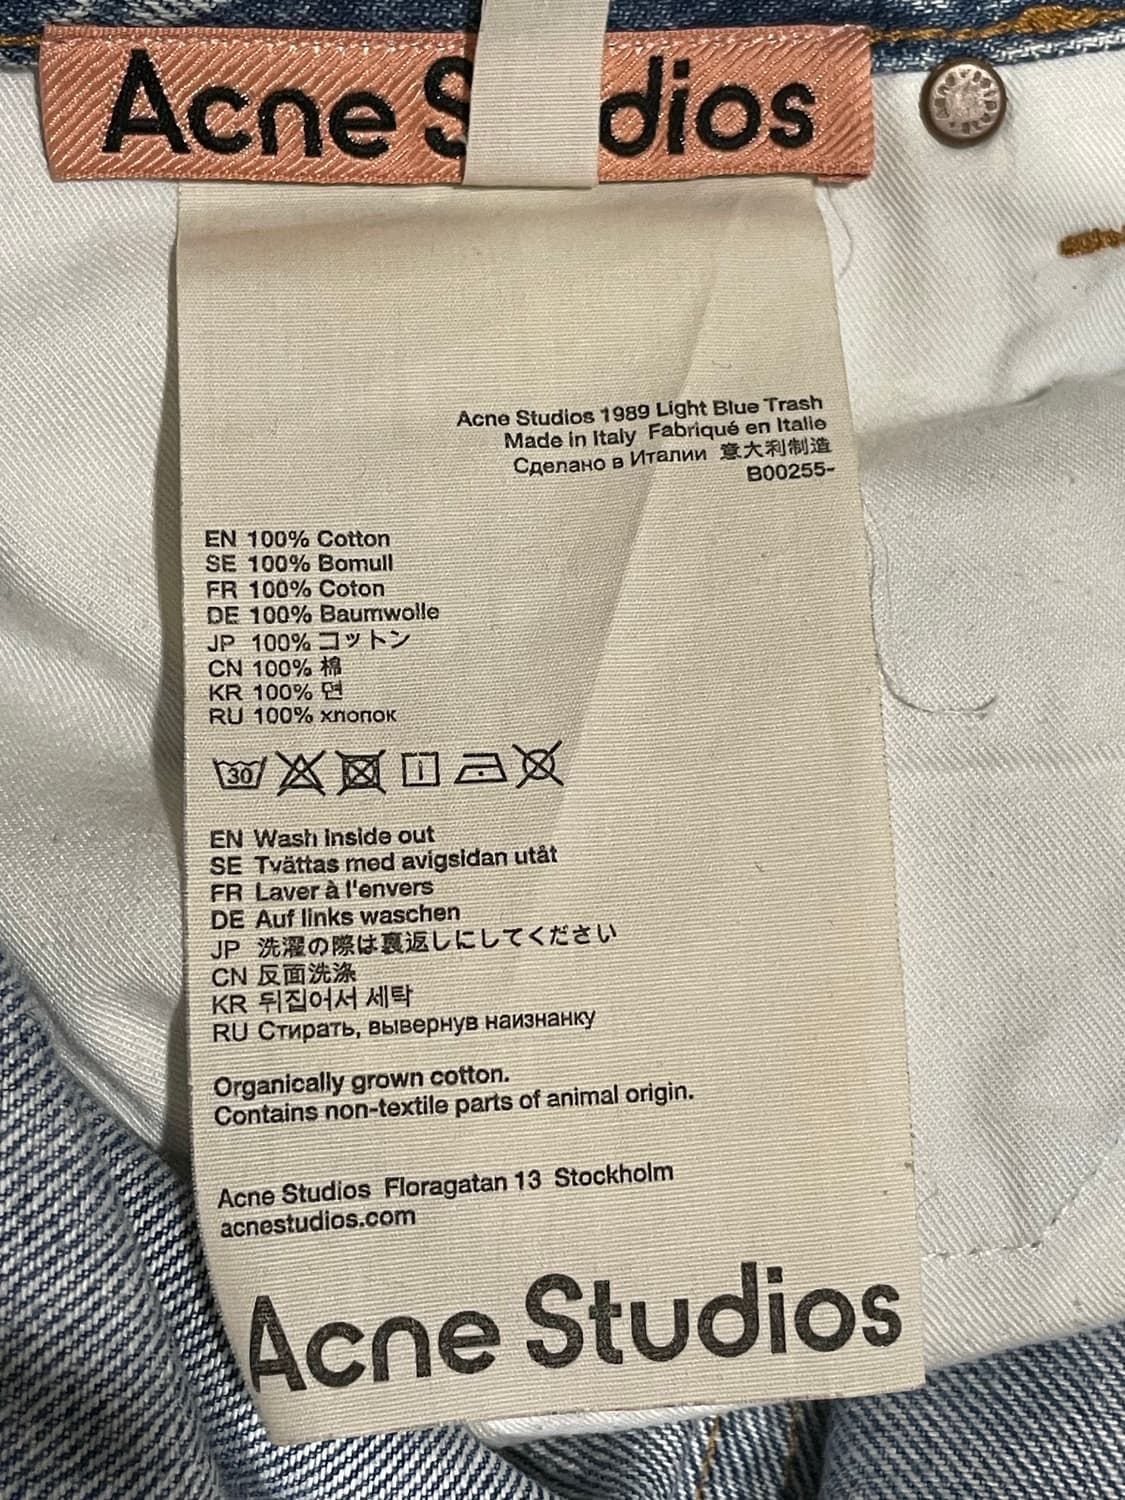 Acne Studios
Acne Studios 1989 Light Blue Trash
Made in Italy Fabriqué en Italie
Сделано в Италии 意大利制造
B00255-
EN 100% Cotton
SE 100% Bomull
FR 100% Coton
DE 100% Baumwolle
JP 100% コットン
CN 100% 棉
KR 100% 면
RU 100% хлопок
30
i
EN Wash inside out
SE Tvättas med avigsidan utåt
FR Laver à l'envers
DE Auf links waschen
JP 洗濯の際は裏返しにしてください
CN 反面洗涤
KR 뒤집어서 세탁
RU Стирать, вывернув наизнанку
Organically grown cotton.
Contains non-textile parts of animal origin.
Acne Studios Floragatan 13 Stockholm
acnestudios.com
Acne Studios